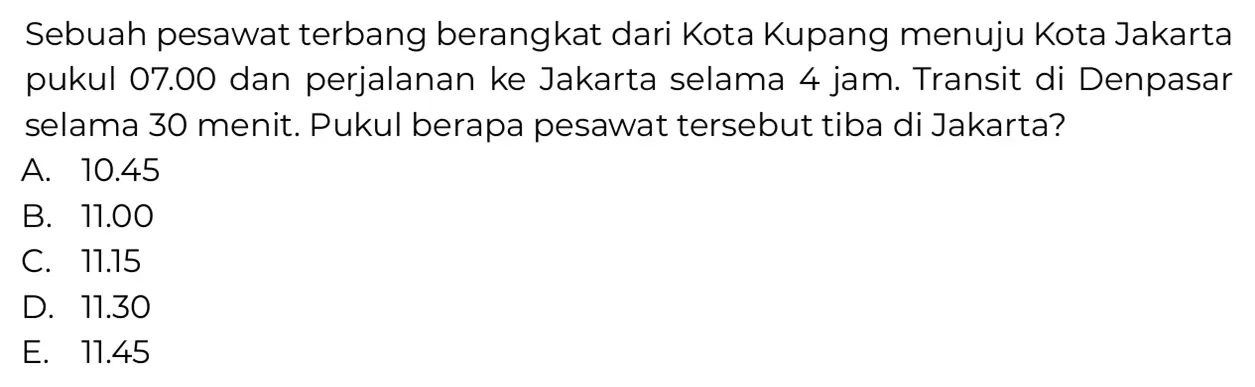 Sebuah pesawat terbang berangkat dari Kota Kupang menuju Kota Jakarta
pukul 07.00 dan perjalanan ke Jakarta selama 4 jam. Transit di Denpasar
selama 30 menit. Pukul berapa pesawat tersebut tiba di Jakarta?
A. 10.45
B. 11.00
C. 11.15
D. 11.30
E. 11.45